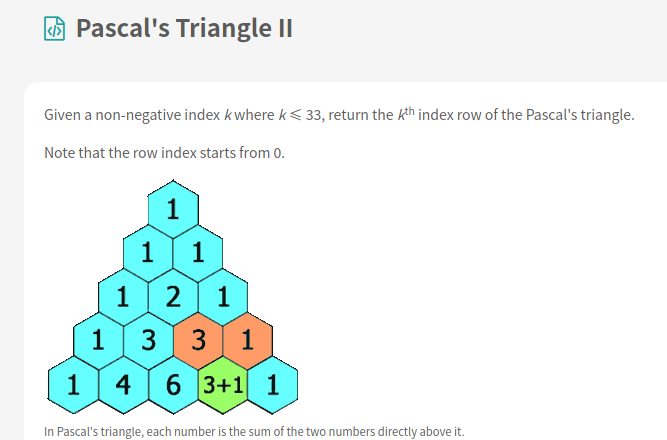 Pascal's Triangle II
Given a non-negative index k where k ⩽ 33, return the kth index row of the Pascal's triangle.
Note that the row index starts from 0.
1
1 1
1 2 1
1 3 3 1
1 4 6 3+1 1
In Pascal's triangle, each number is the sum of the two numbers directly above it.